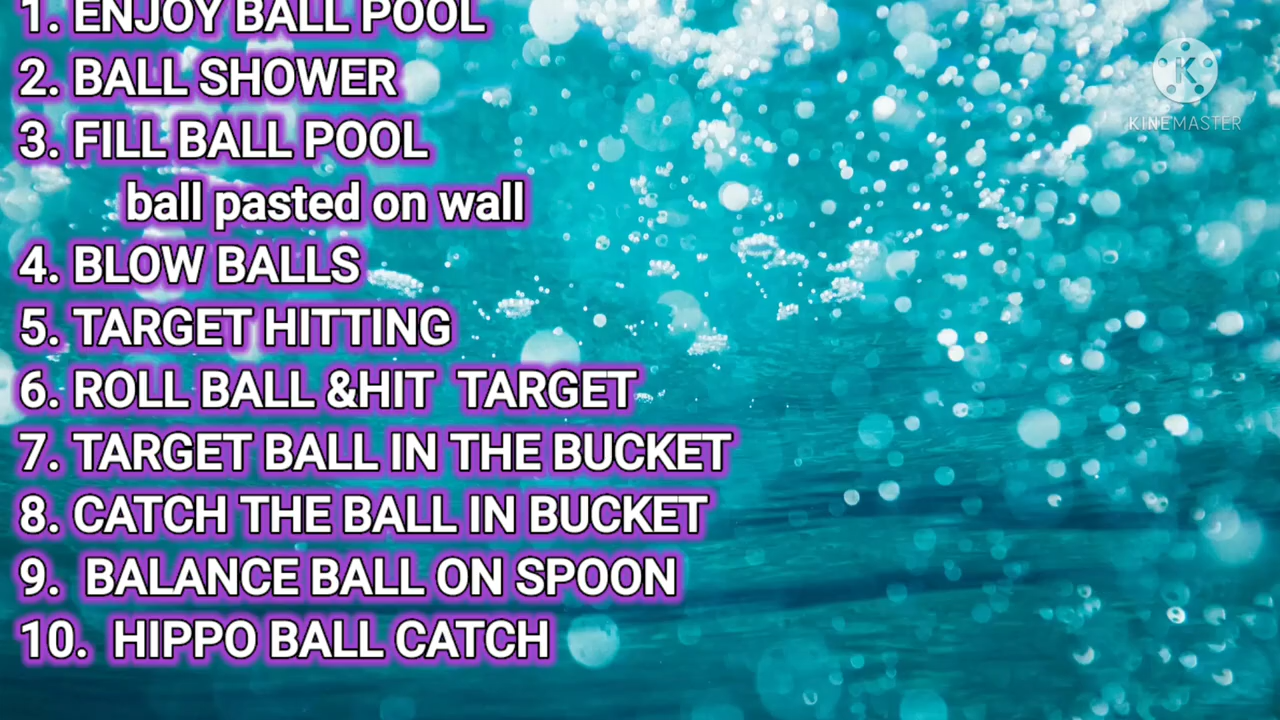 1. ENJOY BALL POOL
2. BALL SHOWER
3. FILL BALL POOL
ball pasted on wall
4. BLOW BALLS
5. TARGET HITTING
6. ROLL BALL &HIT  TARGET
7. TARGET BALL IN THE BUCKET
8. CATCH THE BALL IN BUCKET
9.  BALANCE BALL ON SPOON
10.  HIPPO BALL CATCH
K
KINEMASTER